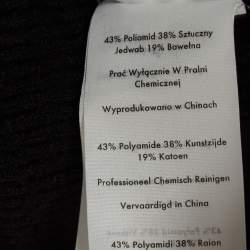 43% Poliamid 38% Sztuczny
Jedwab 19% Bawełna
Prać Wyłącznie W Pralni
Chemicznej
Wyprodukowano w Chinach
43% Polyamide 38% Kunstzijde
19% Katoen
Professioneel Chemisch Reinigen
Vervaardigd in China
43% Polyamidi 38% Raion